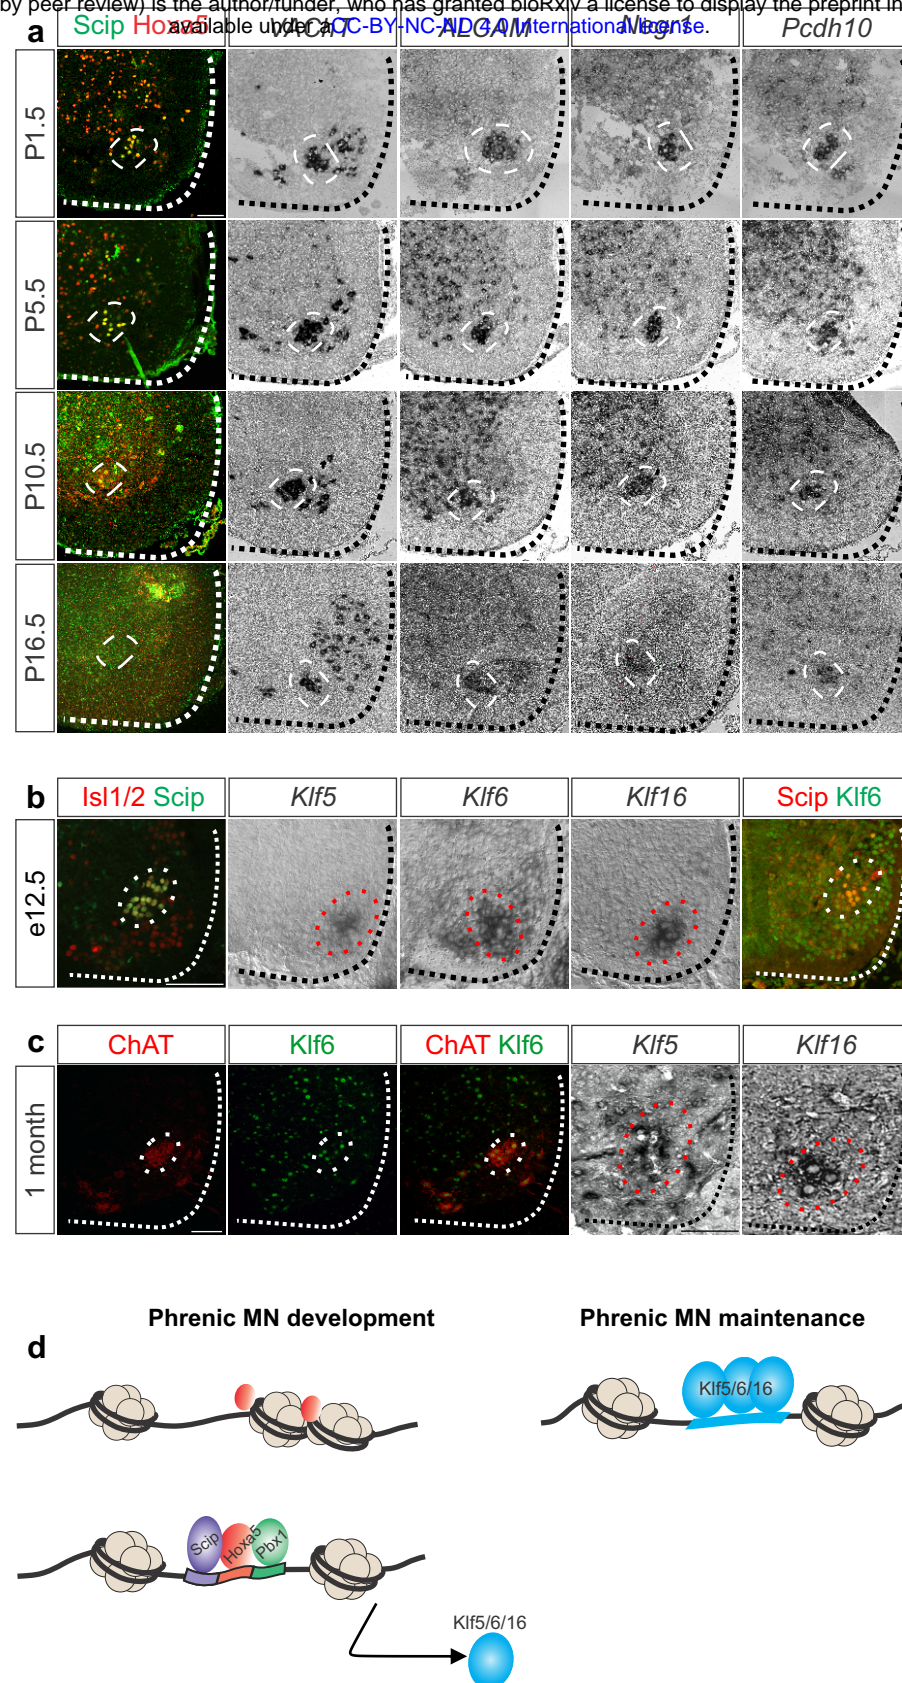 by peer review) is the author/funder, who has granted bioRxiv a license to display the preprint in
available under aCC-BY-NC-ND 4.0 International license.
a
Scip Hoxa5 VAChT ALCAM Negr1 Pcdh10
P1.5
P5.5
P10.5
P16.5
b
Isl1/2 Scip Klf5 Klf6 Klf16 Scip Klf6
e12.5
c
ChAT Klf6 ChAT Klf6 Klf5 Klf16
1 month
Phrenic MN development Phrenic MN maintenance
d
Klf5/6/16
Scip Hoxa5 Pbx1
Klf5/6/16